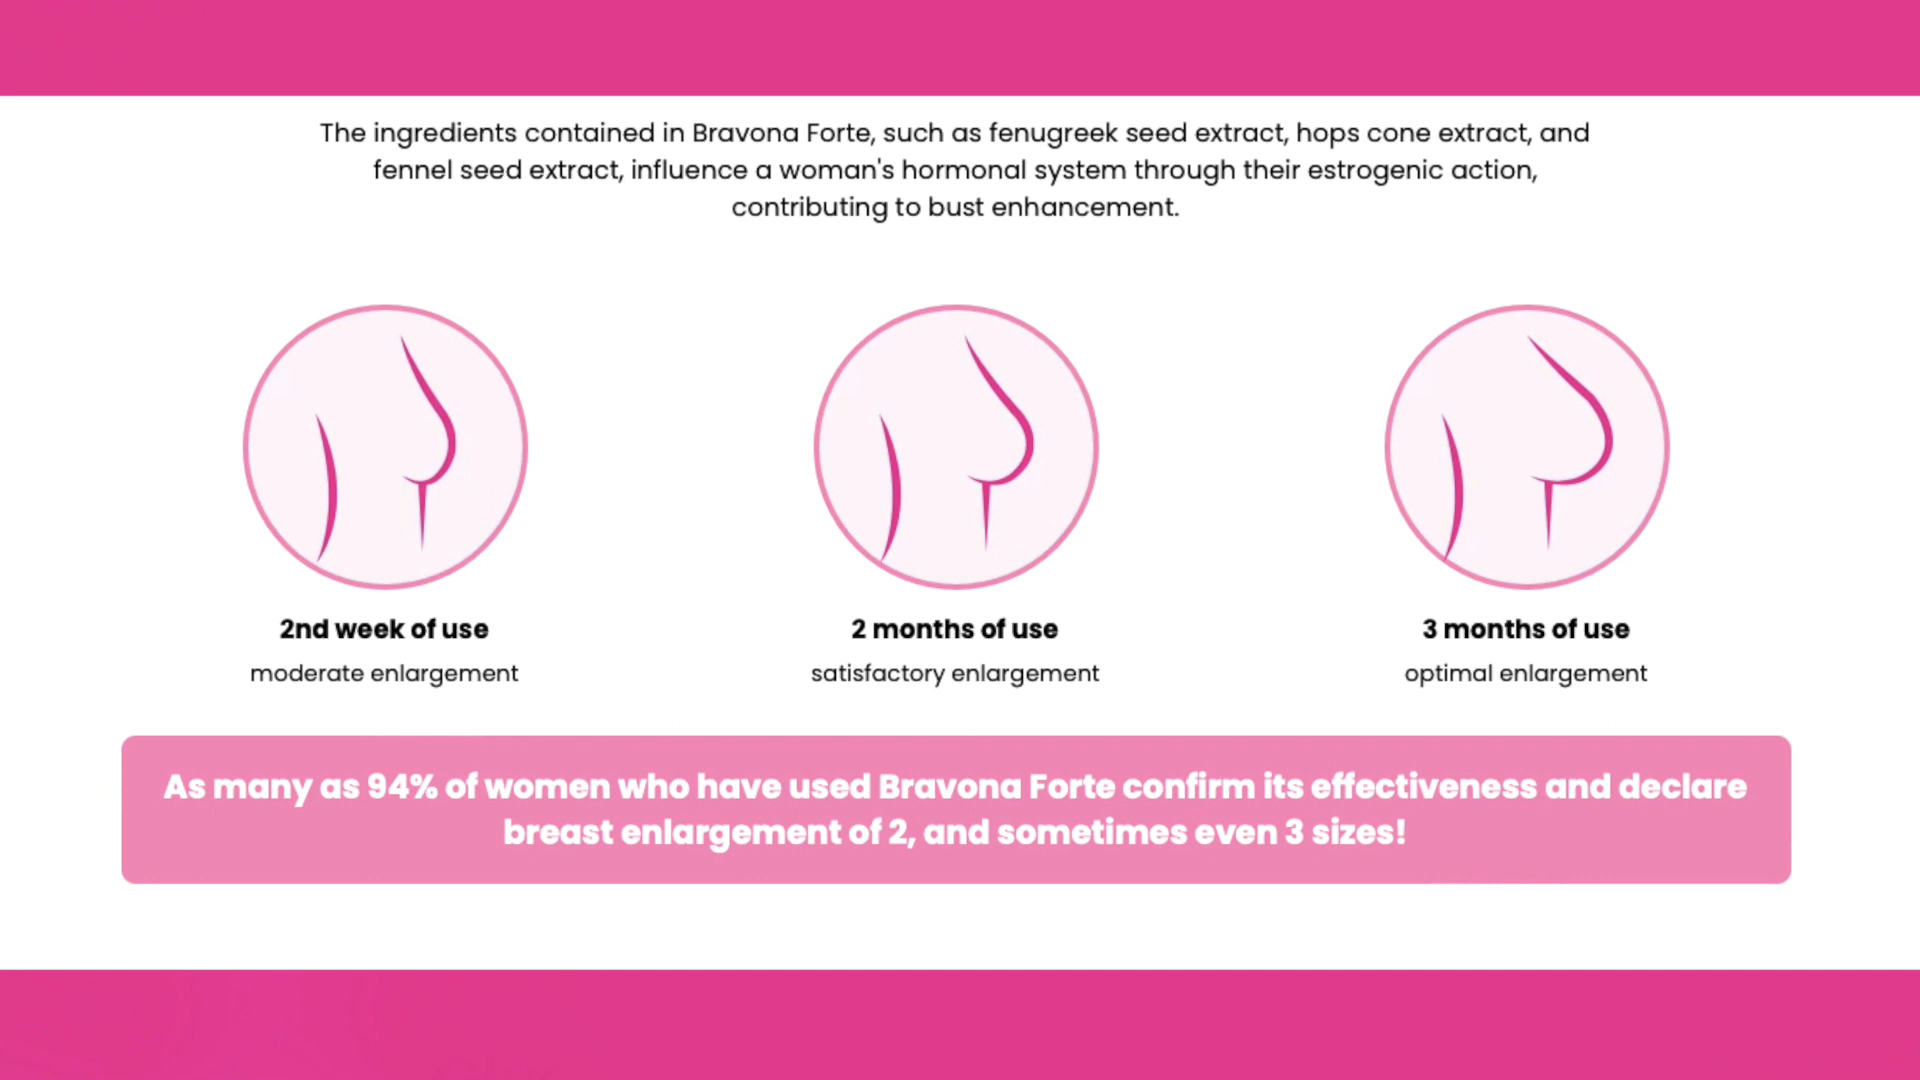 The ingredients contained in Bravona Forte, such as fenugreek seed extract, hops cone extract, and
fennel seed extract, influence a woman's hormonal system through their estrogenic action,
contributing to bust enhancement.
2nd week of use
moderate enlargement
2 months of use
satisfactory enlargement
3 months of use
optimal enlargement
As many as 94% of women who have used Bravona Forte confirm its effectiveness and declare
breast enlargement of 2, and sometimes even 3 sizes!